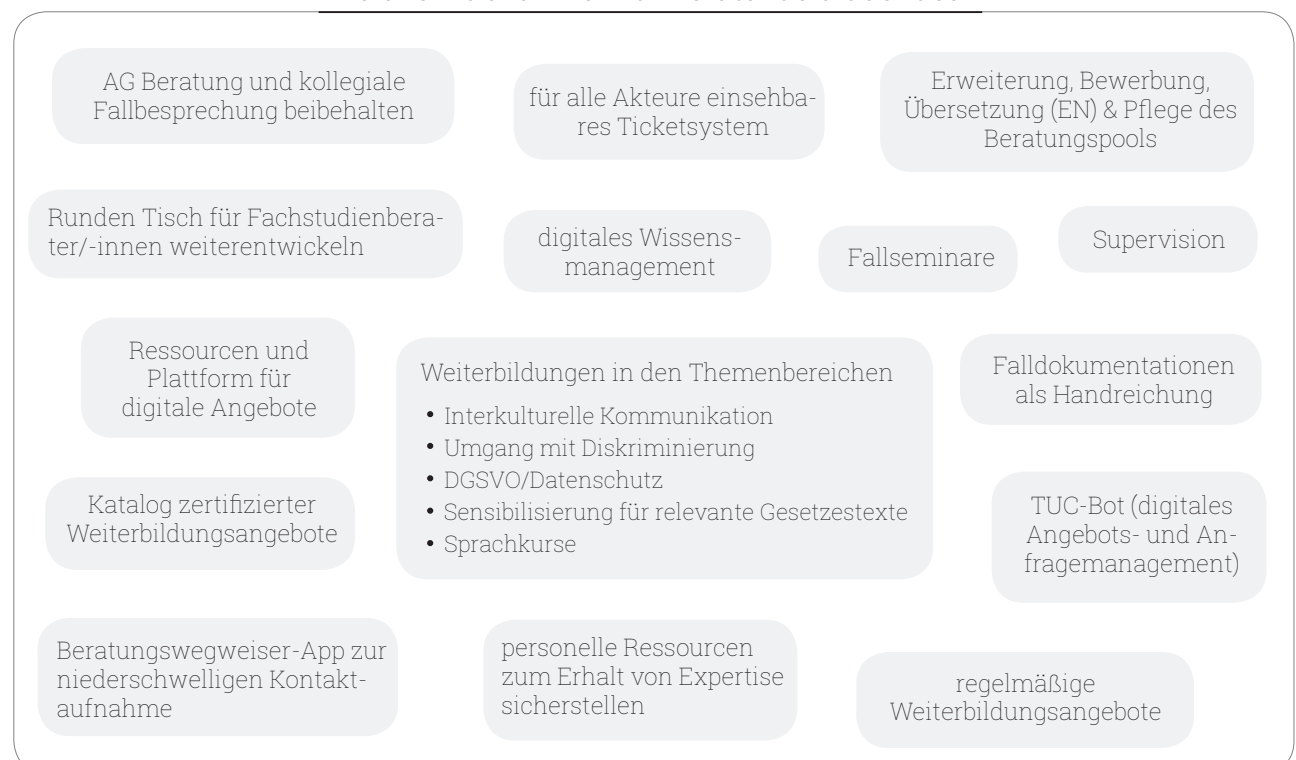 AG Beratung und kollegiale
Fallbesprechung beibehalten
für alle Akteure einsehba-
res Ticketsystem
Erweiterung, Bewerbung,
Übersetzung (EN) & Pflege des
Beratungspools
Runden Tisch für Fachstudienbera-
ter/-innen weiterentwickeln
digitales Wissens-
management
Fallseminare
Supervision
Ressourcen und
Plattform für
digitale Angebote
Weiterbildungen in den Themenbereichen
• Interkulturelle Kommunikation
• Umgang mit Diskriminierung
• DGSVO/Datenschutz
• Sensibilisierung für relevante Gesetzestexte
• Sprachkurse
Falldokumentationen
als Handreichung
Katalog zertifizierter
Weiterbildungsangebote
TUC-Bot (digitales
Angebots- und An-
fragemanagement)
Beratungswegweiser-App zur
niederschwelligen Kontakt-
aufnahme
personelle Ressourcen
zum Erhalt von Expertise
sicherstellen
regelmäßige
Weiterbildungsangebote